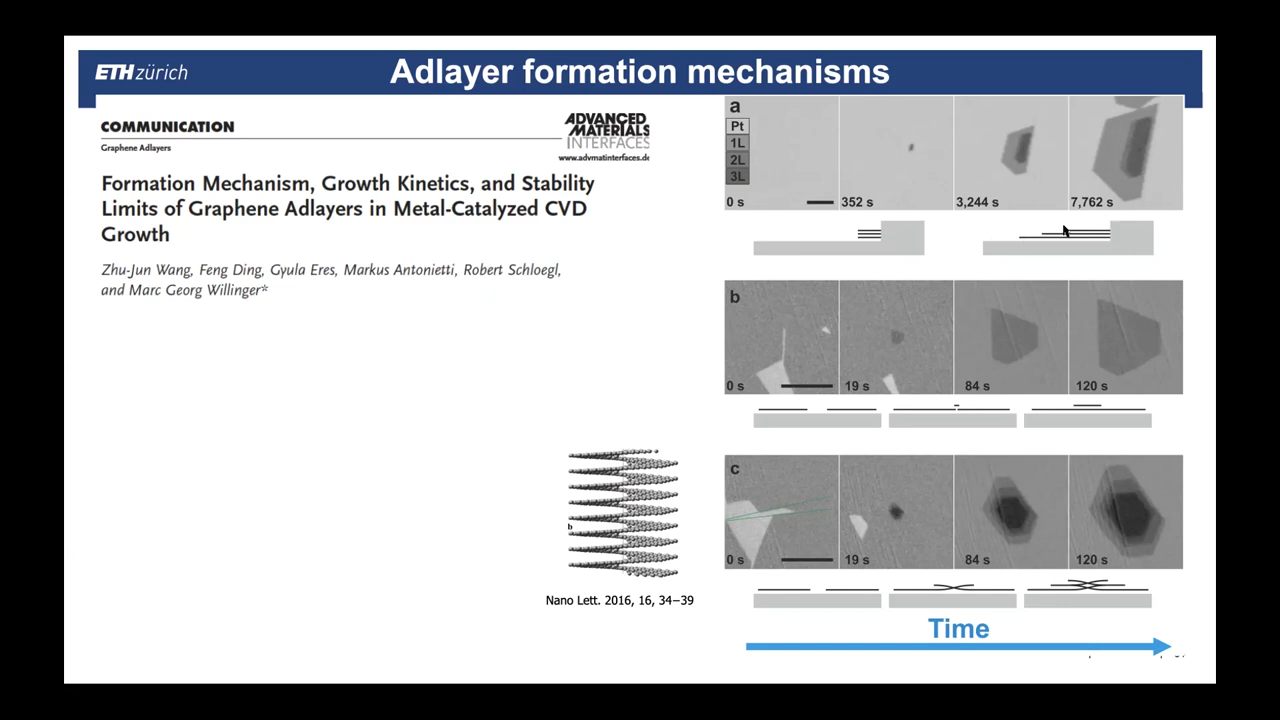 ETH zürich
Adlayer formation mechanisms
COMMUNICATION
Graphene Adlayers
ADVANCED
MATERIALS
INTERFACES
www.advmatinterfaces.de
Formation Mechanism, Growth Kinetics, and Stability
Limits of Graphene Adlayers in Metal-Catalyzed CVD
Growth
Zhu-Jun Wang, Feng Ding, Gyula Eres, Markus Antonietti, Robert Schloegl,
and Marc Georg Willinger*
a
Pt
1L
2L
3L
0 s
352 s
3,244 s
7,762 s
b
0 s
19 s
84 s
120 s
c
0 s
19 s
84 s
120 s
b
Nano Lett. 2016, 16, 34−39
Time